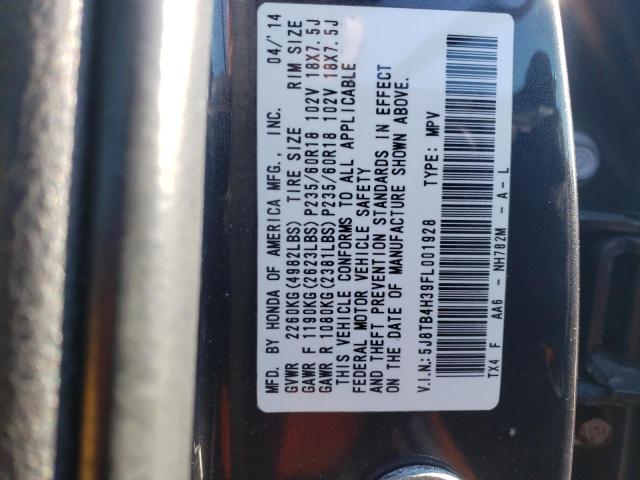 MFD. BY HONDA OF AMERICA MFG., INC. 04/'14
GVWR 2260KG(4982LBS) TIRE SIZE RIM SIZE
GAWR F 1190KG(2623LBS) P235/60R18 102V 18X7.5J
GAWR R 1080KG(2381LBS) P235/60R18 102V 18X7.5J
THIS VEHICLE CONFORMS TO ALL APPLICABLE
FEDERAL MOTOR VEHICLE SAFETY
AND THEFT PREVENTION STANDARDS IN EFFECT
ON THE DATE OF MANUFACTURE SHOWN ABOVE.
V.I.N.: 5J8TB4H39FL001928 MPV
TX4 F AA6 - NH782M - A - L